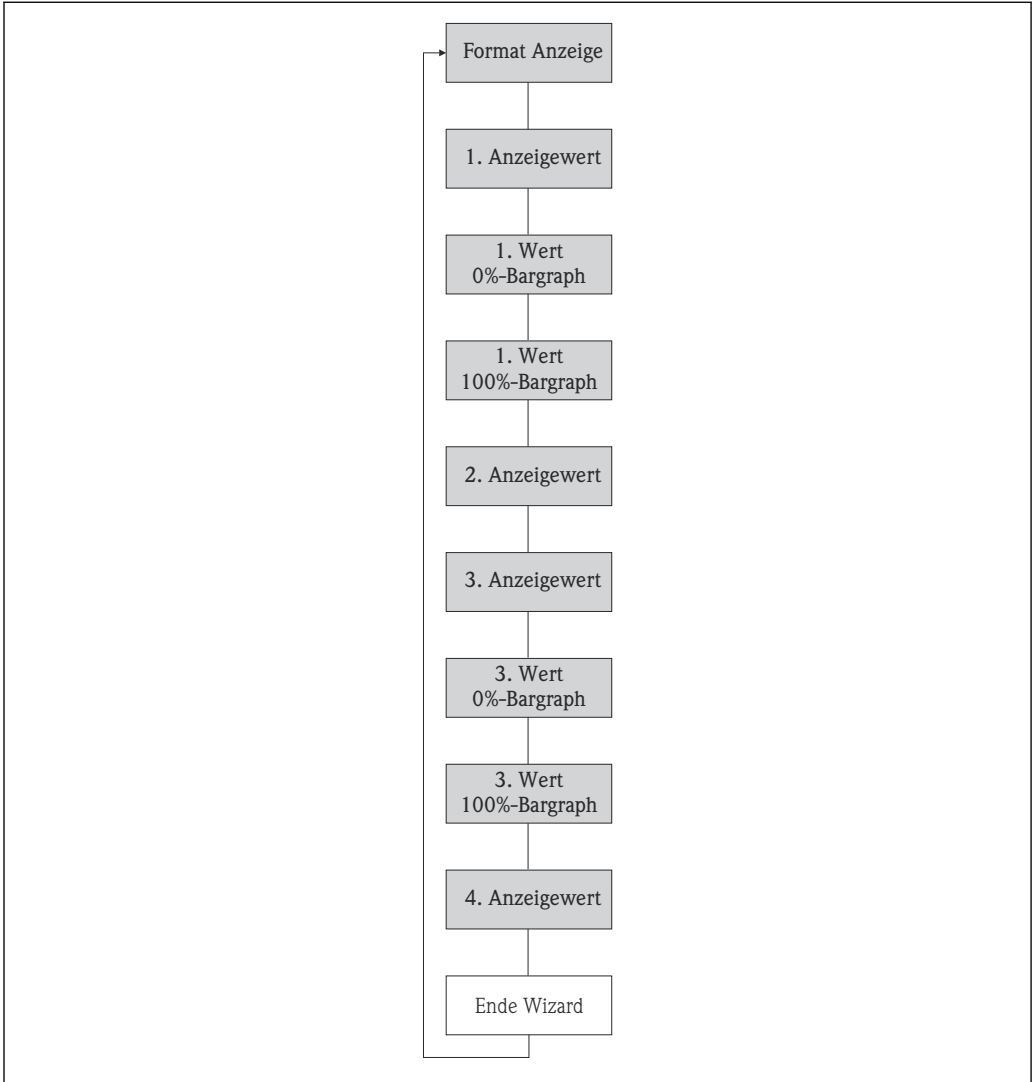 Format Anzeige
1. Anzeigewert
1. Wert
0%-Bargraph
1. Wert
100%-Bargraph
2. Anzeigewert
3. Anzeigewert
3. Wert
0%-Bargraph
3. Wert
100%-Bargraph
4. Anzeigewert
Ende Wizard